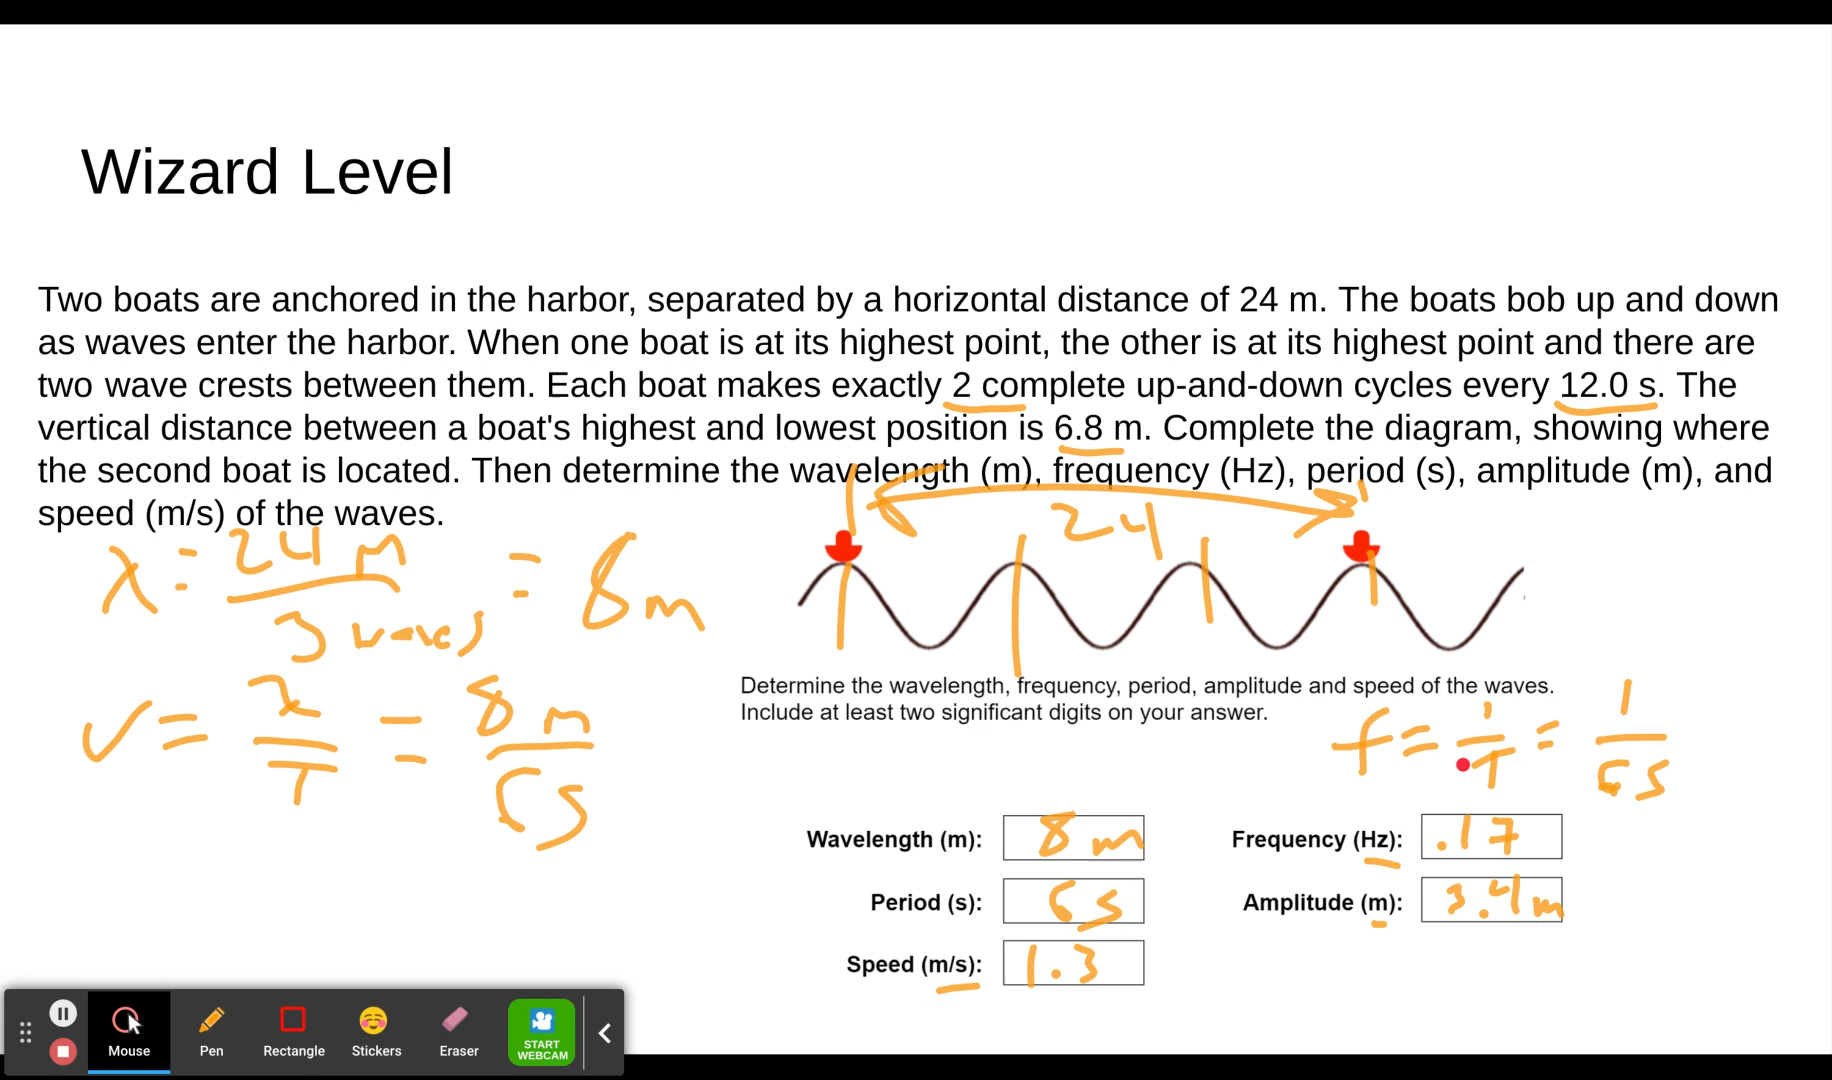 Wizard Level
Two boats are anchored in the harbor, separated by a horizontal distance of 24 m. The boats bob up and down
as waves enter the harbor. When one boat is at its highest point, the other is at its highest point and there are
two wave crests between them. Each boat makes exactly 2 complete up-and-down cycles every 12.0 s. The
vertical distance between a boat's highest and lowest position is 6.8 m. Complete the diagram, showing where
the second boat is located. Then determine the wavelength (m), frequency (Hz), period (s), amplitude (m), and
speed (m/s) of the waves.
24
λ = 24 m / 3 waves = 8 m
v = λ / T = 8 m / 6 s
Determine the wavelength, frequency, period, amplitude and speed of the waves.
Include at least two significant digits on your answer.
f = 1 / T = 1 / 6 s
Wavelength (m): 8 m
Frequency (Hz): .17
Period (s): 6 s
Amplitude (m): 3.4 m
Speed (m/s): 1.3
Mouse
Pen
Rectangle
Stickers
Eraser
START
WEBCAM